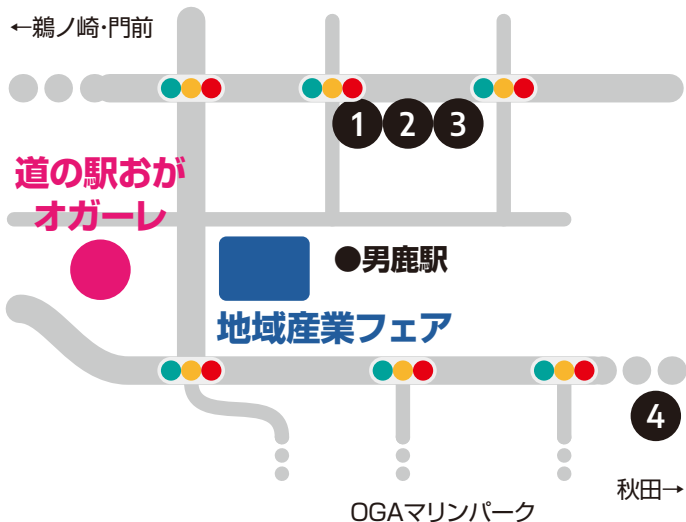 ←鵜ノ崎・門前
1 2 3
道の駅おが
オガーレ
●男鹿駅
地域産業フェア
4
秋田→
OGAマリンパーク